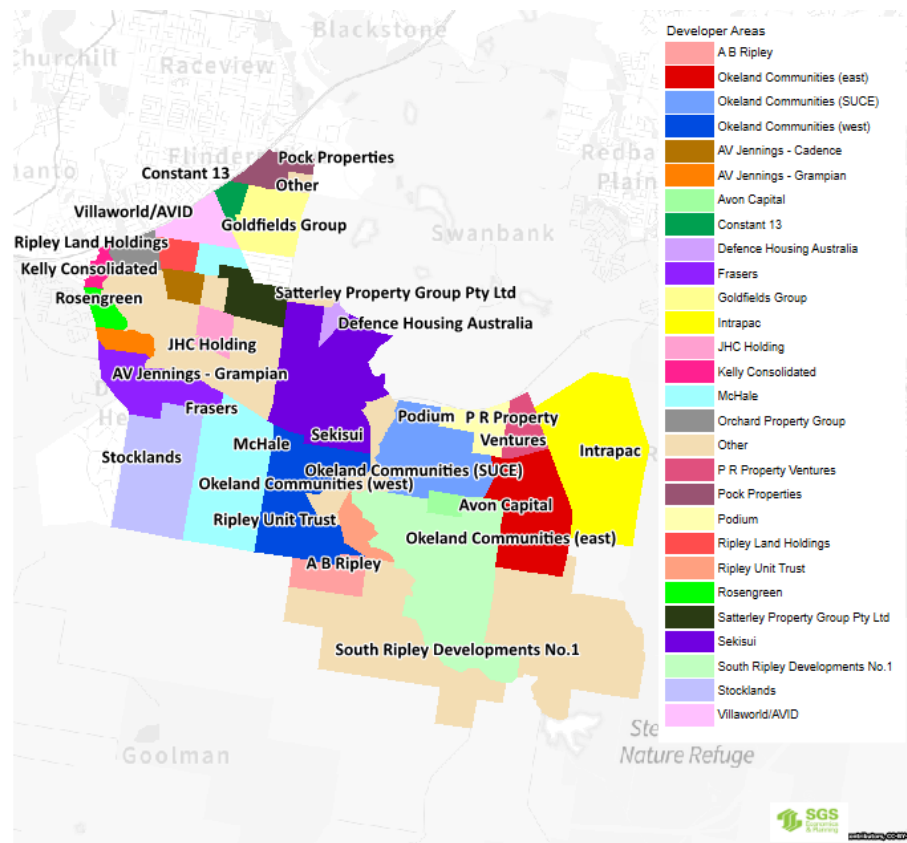 Blackstone
Churchill
Raceview
Developer Areas
A B Ripley
Okeland Communities (east)
Okeland Communities (SUCE)
Okeland Communities (west)
AV Jennings - Cadence
AV Jennings - Grampian
Avon Capital
Constant 13
Defence Housing Australia
Frasers
Goldfields Group
Intrapac
JHC Holding
Kelly Consolidated
McHale
Orchard Property Group
Other
P R Property Ventures
Pock Properties
Podium
Ripley Land Holdings
Ripley Unit Trust
Rosengreen
Satterley Property Group Pty Ltd
Sekisui
South Ripley Developments No.1
Stocklands
Villaworld/AVID
Flinder
Pock Properties
Redba
Plain
Constant 13
Other
Villaworld/AVID
Goldfields Group
Swanbank
Ripley Land Holdings
Kelly Consolidated
Rosengreen
Satterley Property Group Pty Ltd
Defence Housing Australia
JHC Holding
AV Jennings - Grampian
Frasers
Podium
P R Property
Ventures
Sekisui
McHale
Intrapac
Stocklands
Okeland Communities (SUCE)
Okeland Communities (west)
Avon Capital
Ripley Unit Trust
Okeland Communities (east)
A B Ripley
South Ripley Developments No.1
Ste
Nature Refuge
Goolman
SGS
Economics
& Planning